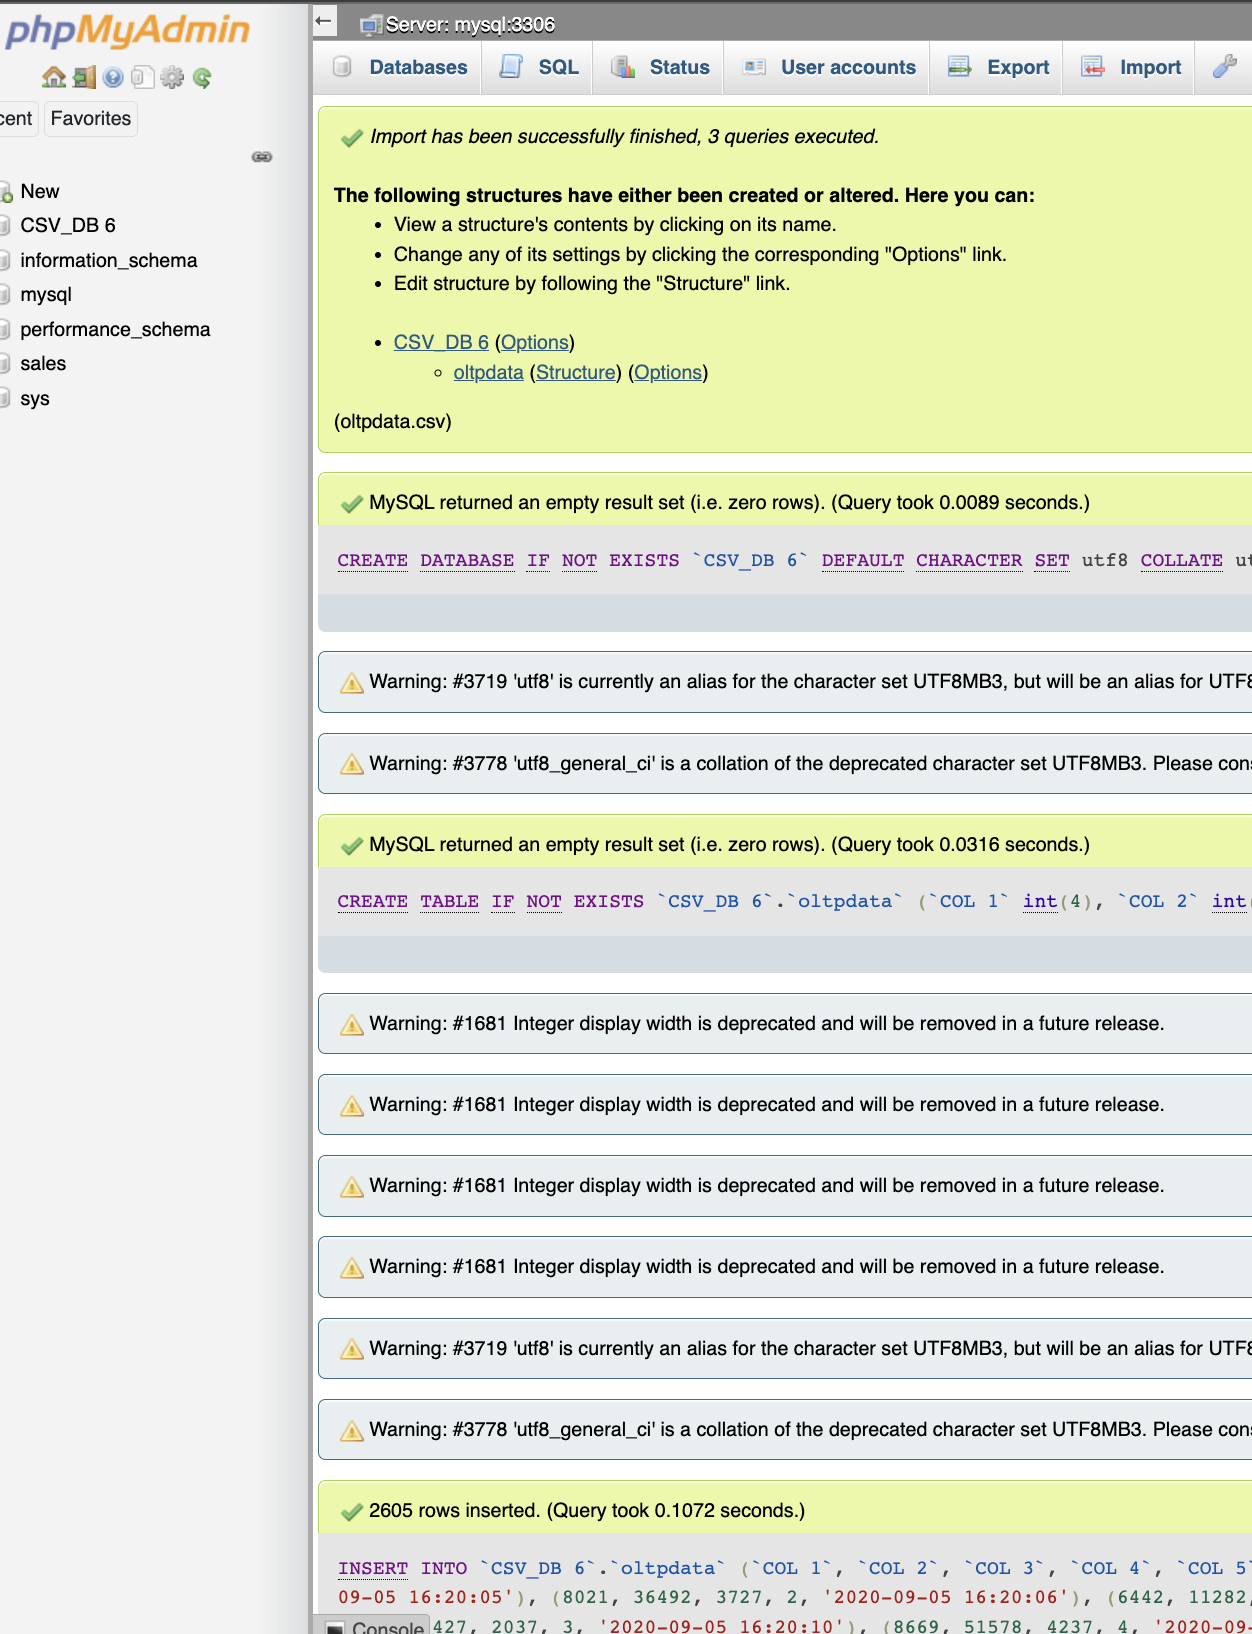 phpMyAdmin
cent Favorites
New
CSV_DB 6
information_schema
mysql
performance_schema
sales
sys
Server: mysql:3306
Databases SQL Status User accounts Export Import
Import has been successfully finished, 3 queries executed.
The following structures have either been created or altered. Here you can:
• View a structure's contents by clicking on its name.
• Change any of its settings by clicking the corresponding "Options" link.
• Edit structure by following the "Structure" link.
• CSV_DB 6 (Options)
◦ oltpdata (Structure) (Options)
(oltpdata.csv)
MySQL returned an empty result set (i.e. zero rows). (Query took 0.0089 seconds.)
CREATE DATABASE IF NOT EXISTS `CSV_DB 6` DEFAULT CHARACTER SET utf8 COLLATE ut
Warning: #3719 'utf8' is currently an alias for the character set UTF8MB3, but will be an alias for UTF8
Warning: #3778 'utf8_general_ci' is a collation of the deprecated character set UTF8MB3. Please cons
MySQL returned an empty result set (i.e. zero rows). (Query took 0.0316 seconds.)
CREATE TABLE IF NOT EXISTS `CSV_DB 6`.`oltpdata` (`COL 1` int(4), `COL 2` int(
Warning: #1681 Integer display width is deprecated and will be removed in a future release.
Warning: #1681 Integer display width is deprecated and will be removed in a future release.
Warning: #1681 Integer display width is deprecated and will be removed in a future release.
Warning: #1681 Integer display width is deprecated and will be removed in a future release.
Warning: #3719 'utf8' is currently an alias for the character set UTF8MB3, but will be an alias for UTF8
Warning: #3778 'utf8_general_ci' is a collation of the deprecated character set UTF8MB3. Please cons
2605 rows inserted. (Query took 0.1072 seconds.)
INSERT INTO `CSV_DB 6`.`oltpdata` (`COL 1`, `COL 2`, `COL 3`, `COL 4`, `COL 5`
09-05 16:20:05'), (8021, 36492, 3727, 2, '2020-09-05 16:20:06'), (6442, 11282,
Console 427, 2037, 3, '2020-09-05 16:20:10'), (8669, 51578, 4237, 4, '2020-09-